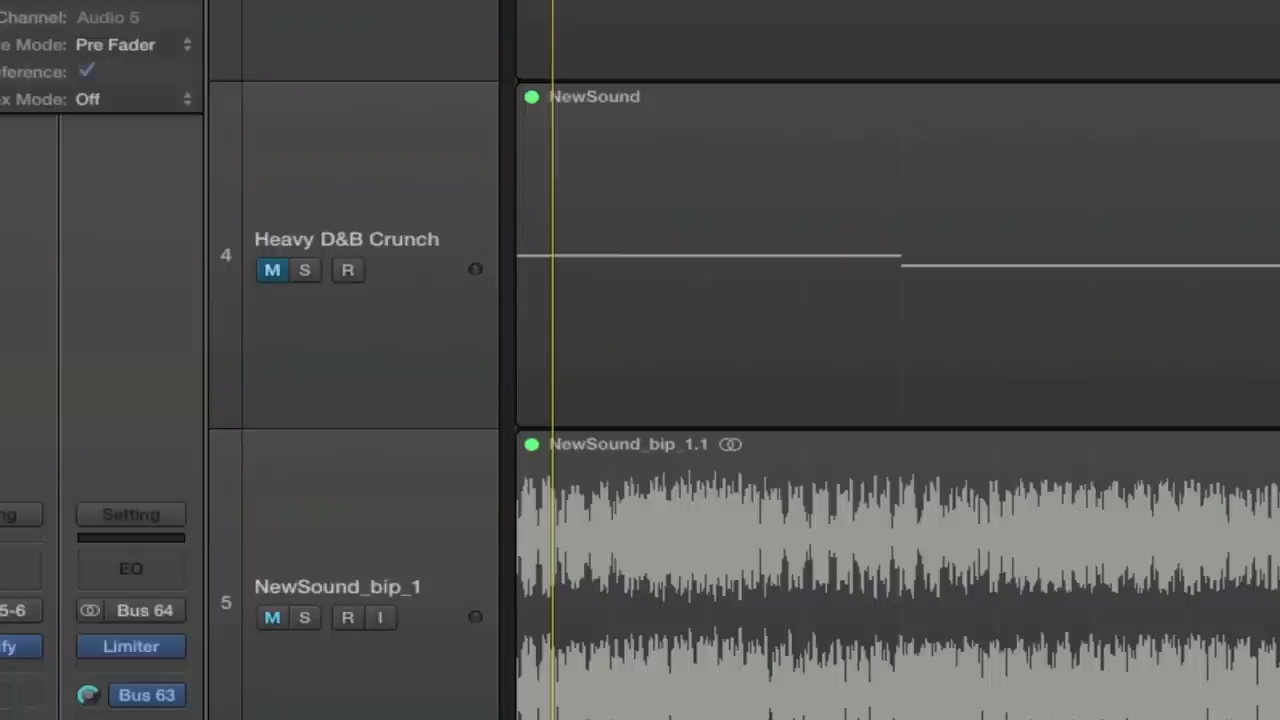 Channel: Audio 5
e Mode: Pre Fader
ference:
x Mode: Off
NewSound
4
Heavy D&B Crunch
M S R
NewSound_bip_1.1
ng
Setting
EQ
5
NewSound_bip_1
M S R I
5-6
Bus 64
fy
Limiter
Bus 63